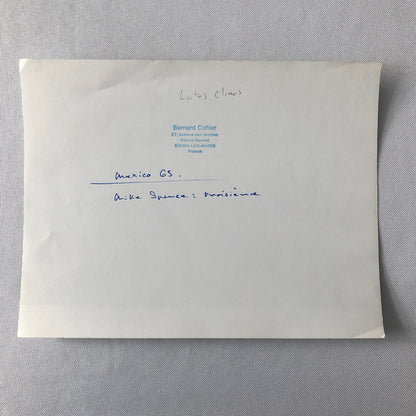 Lotus Climax
Bernard Cahier
27, Avenue des Grottes
(Haute-Savoie)
EVIAN-LES-BAINS
France
Mexico 65.
Mike Spence : troisième